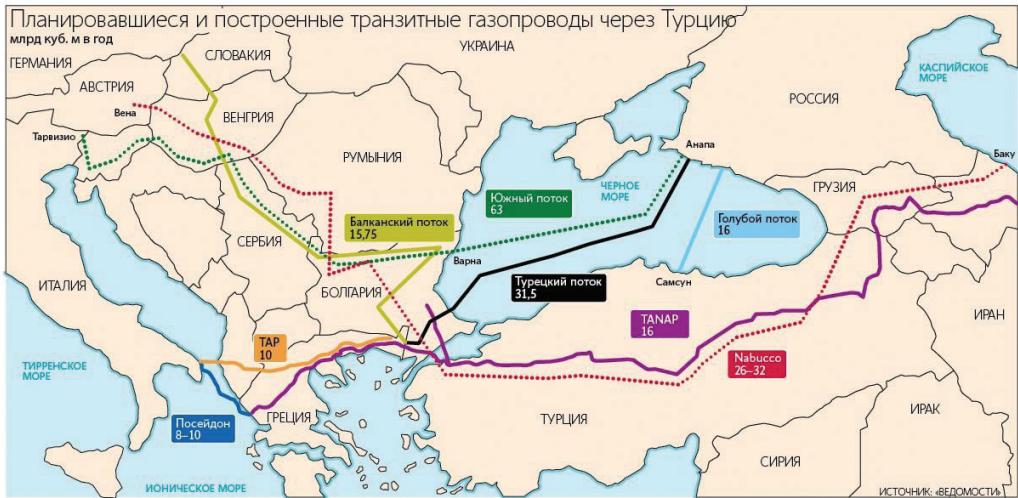 Планировавшиеся и построенные транзитные газопроводы через Турцию
млрд куб. м в год
ГЕРМАНИЯ
СЛОВАКИЯ
УКРАИНА
КАСПИЙСКОЕ
МОРЕ
АВСТРИЯ
РОССИЯ
Вена
ВЕНГРИЯ
Тарвизио
Анапа
РУМЫНИЯ
Баку
ЧЕРНОЕ
МОРЕ
ГРУЗИЯ
Южный поток
63
Голубой поток
16
Балканский поток
15,75
СЕРБИЯ
Варна
Самсун
ИТАЛИЯ
БОЛГАРИЯ
Турецкий поток
31,5
ИРАН
TANAP
16
TAP
10
Nabucco
26–32
ТИРРЕНСКОЕ
МОРЕ
Посейдон
8–10
ГРЕЦИЯ
ТУРЦИЯ
ИРАК
СИРИЯ
ИОНИЧЕСКОЕ МОРЕ
ИСТОЧНИК: «ВЕДОМОСТИ»